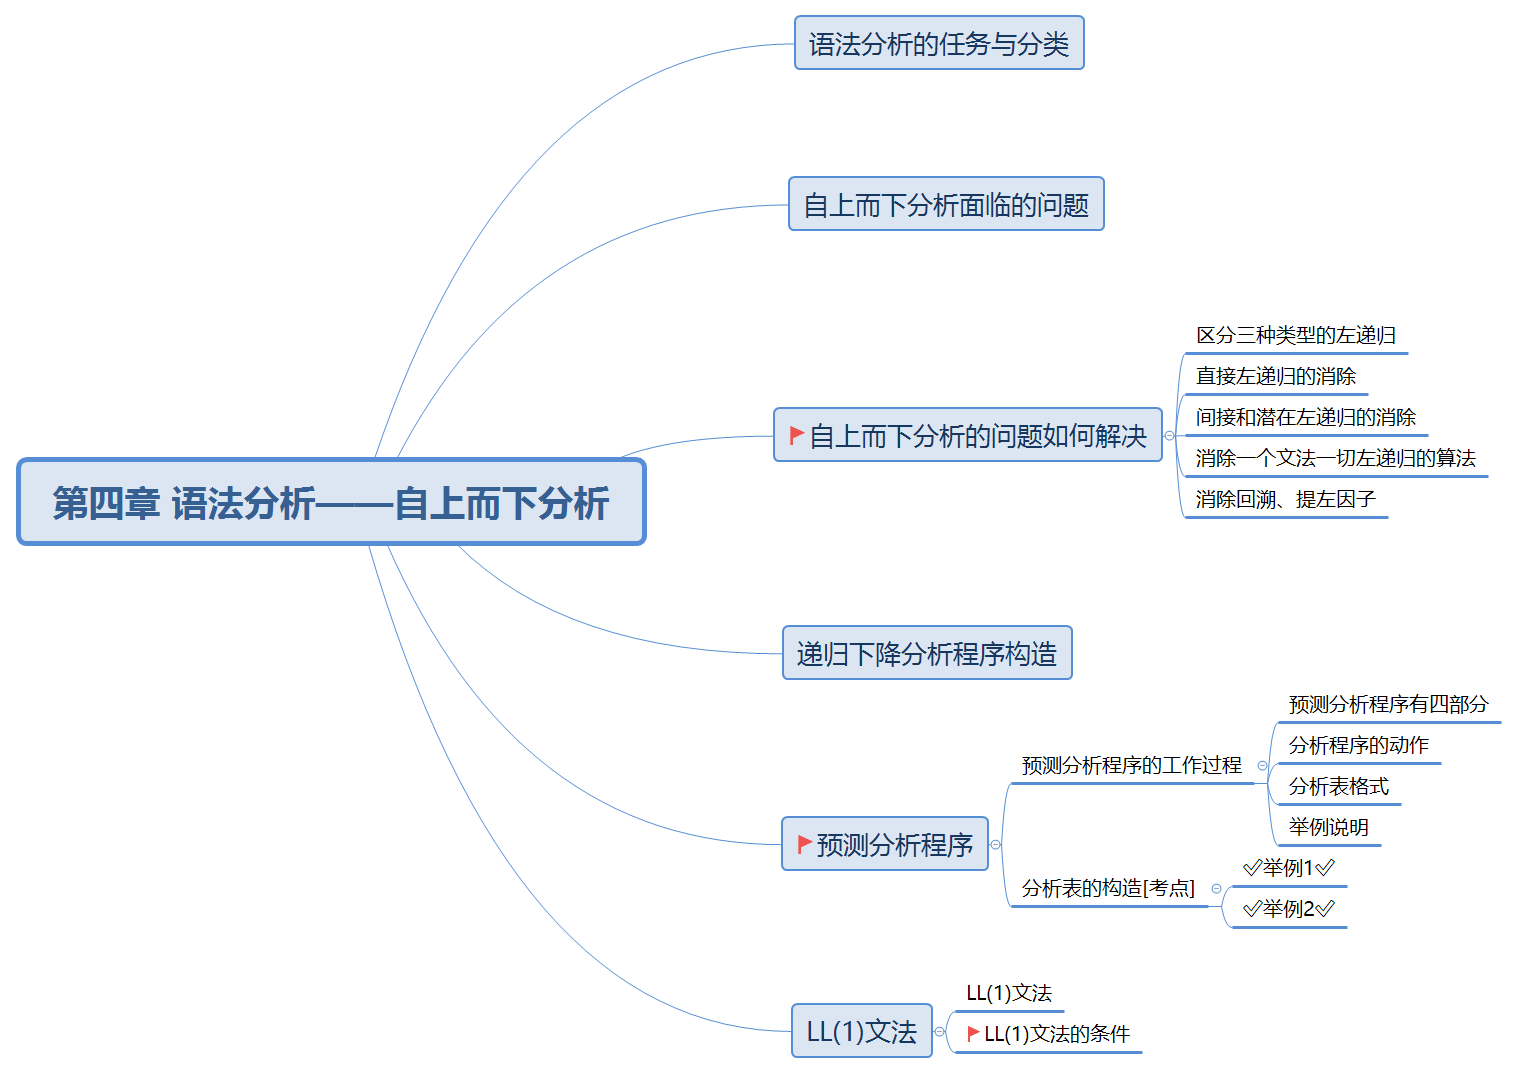 第四章 语法分析——自上而下分析
语法分析的任务与分类
自上而下分析面临的问题
自上而下分析的问题如何解决
区分三种类型的左递归
直接左递归的消除
间接和潜在左递归的消除
消除一个文法一切左递归的算法
消除回溯、提左因子
递归下降分析程序构造
预测分析程序
预测分析程序的工作过程
预测分析程序有四部分
分析程序的动作
分析表格式
举例说明
分析表的构造[考点]
✅举例1✅
✅举例2✅
LL(1)文法
LL(1)文法
LL(1)文法的条件